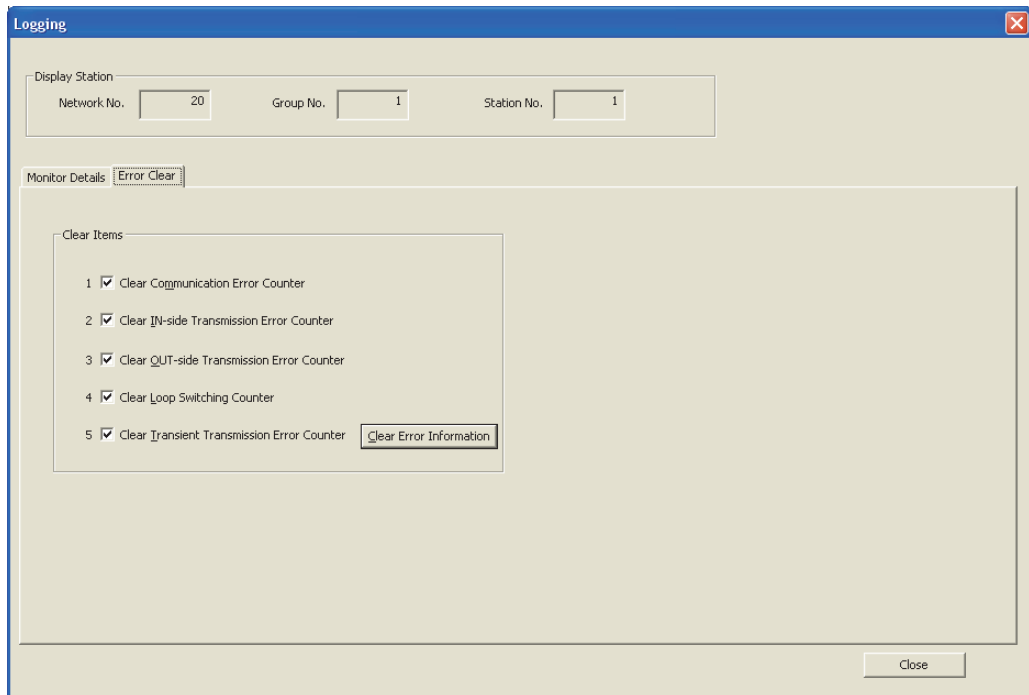 Logging
Display Station
Network No. 20 Group No. 1 Station No. 1
Monitor Details Error Clear
Clear Items
1 Clear Communication Error Counter
2 Clear IN-side Transmission Error Counter
3 Clear OUT-side Transmission Error Counter
4 Clear Loop Switching Counter
5 Clear Transient Transmission Error Counter Clear Error Information
Close